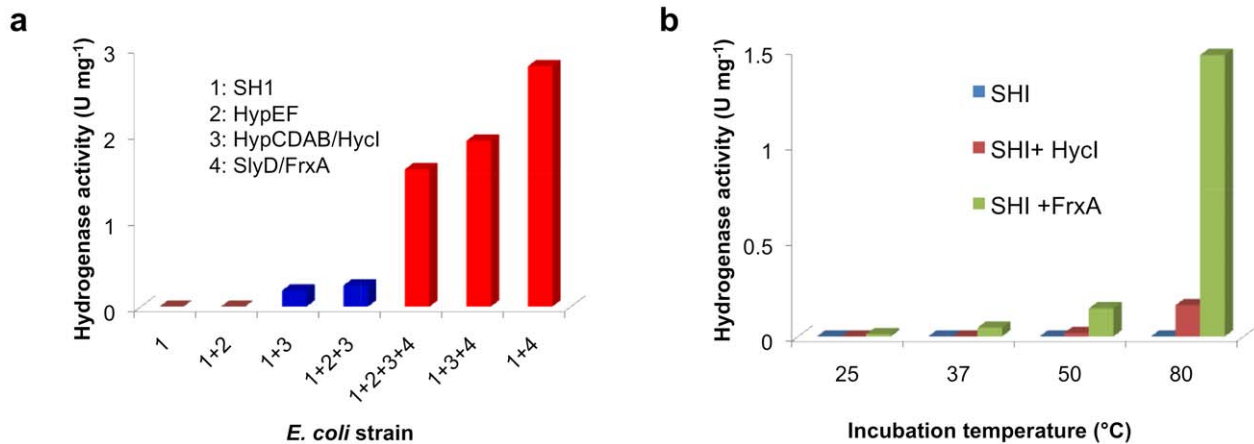 a
Hydrogenase activity (U mg-1)
3
2
1
0
1: SH1
2: HypEF
3: HypCDAB/HycI
4: SlyD/FrxA
1
1+2
1+3
1+2+3
1+2+3+4
1+3+4
1+4
E. coli strain
b
Hydrogenase activity (U mg-1)
1.5
1
0.5
0
SHI
SHI+ HycI
SHI +FrxA
25
37
50
80
Incubation temperature (°C)